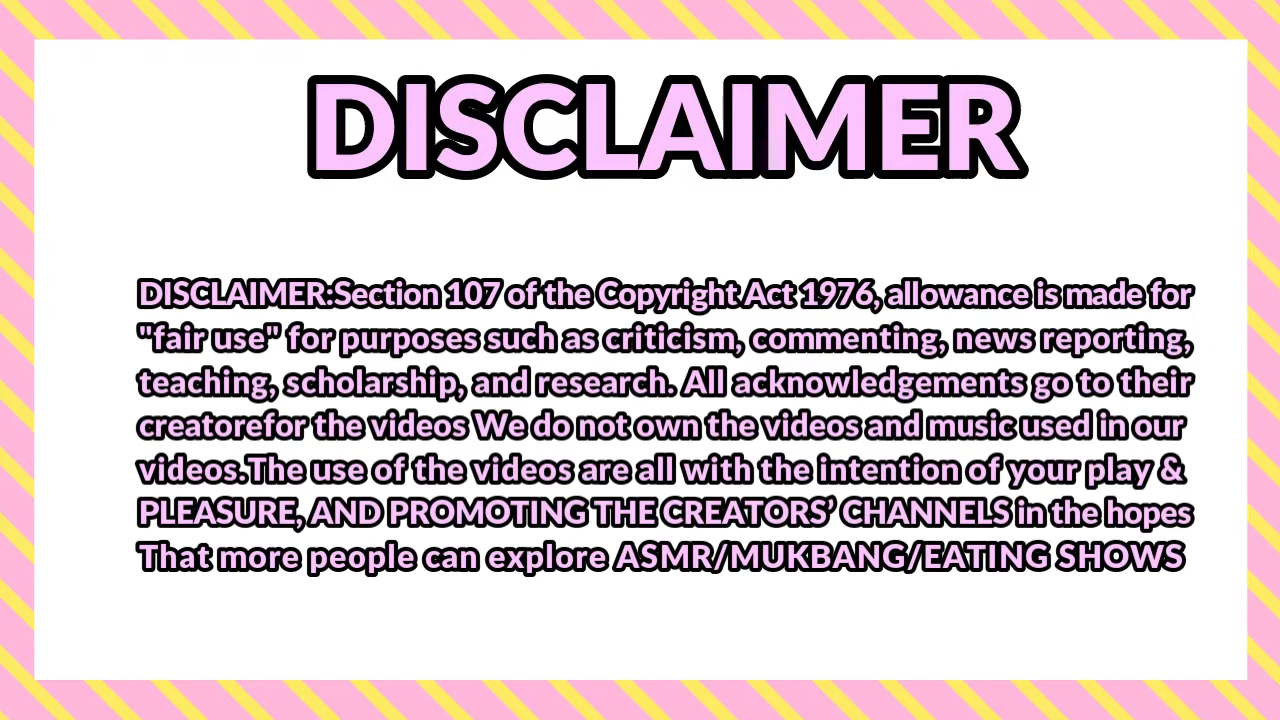 DISCLAIMER
DISCLAIMER:Section 107 of the Copyright Act 1976, allowance is made for
"fair use" for purposes such as criticism, commenting, news reporting,
teaching, scholarship, and research. All acknowledgements go to their
creatorefor the videos We do not own the videos and music used in our
videos.The use of the videos are all with the intention of your play &
PLEASURE, AND PROMOTING THE CREATORS’ CHANNELS in the hopes
That more people can explore ASMR/MUKBANG/EATING SHOWS